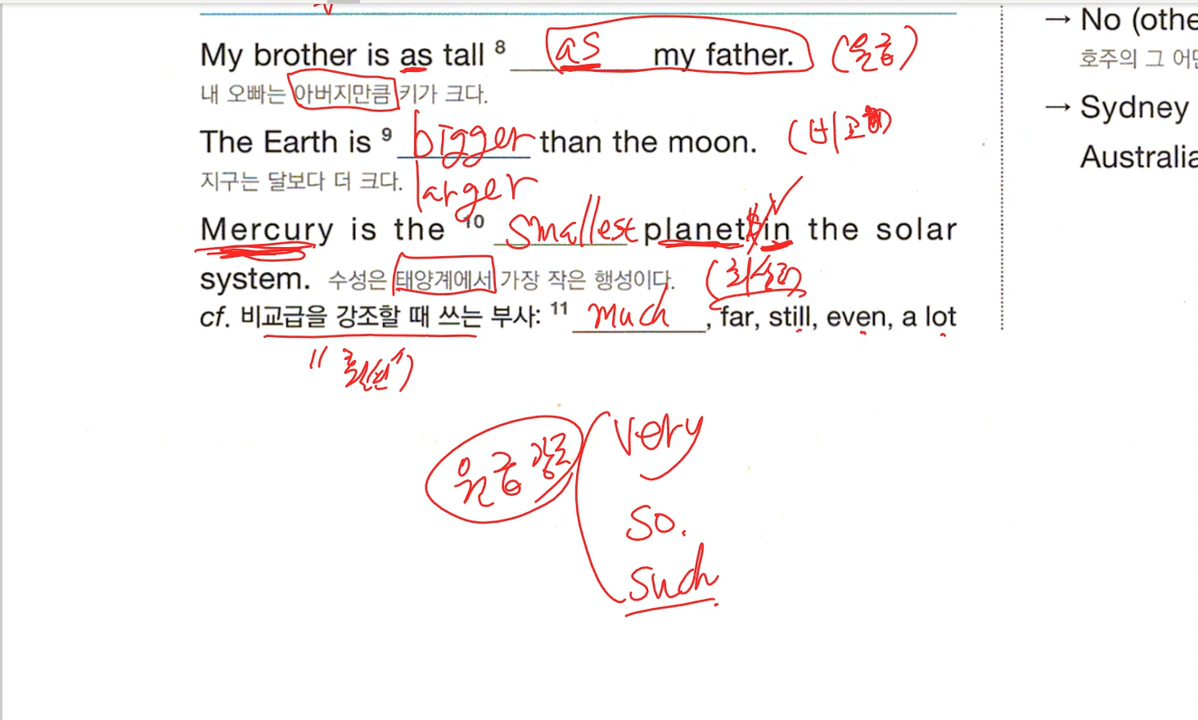 My brother is as tall 8 as my father. (원급)
내 오빠는 아버지만큼 키가 크다.
The Earth is 9 bigger than the moon. (비교급)
지구는 달보다 더 크다. larger
Mercury is the 10 smallest planet in the solar
system. 수성은 태양계에서 가장 작은 행성이다. (최상급)
cf. 비교급을 강조할 때 쓰는 부사: 11 much, far, still, even, a lot
"훨씬"
원급 강조
very
so.
such
→ No (othe
호주의 그 어떤
→ Sydney
Australia